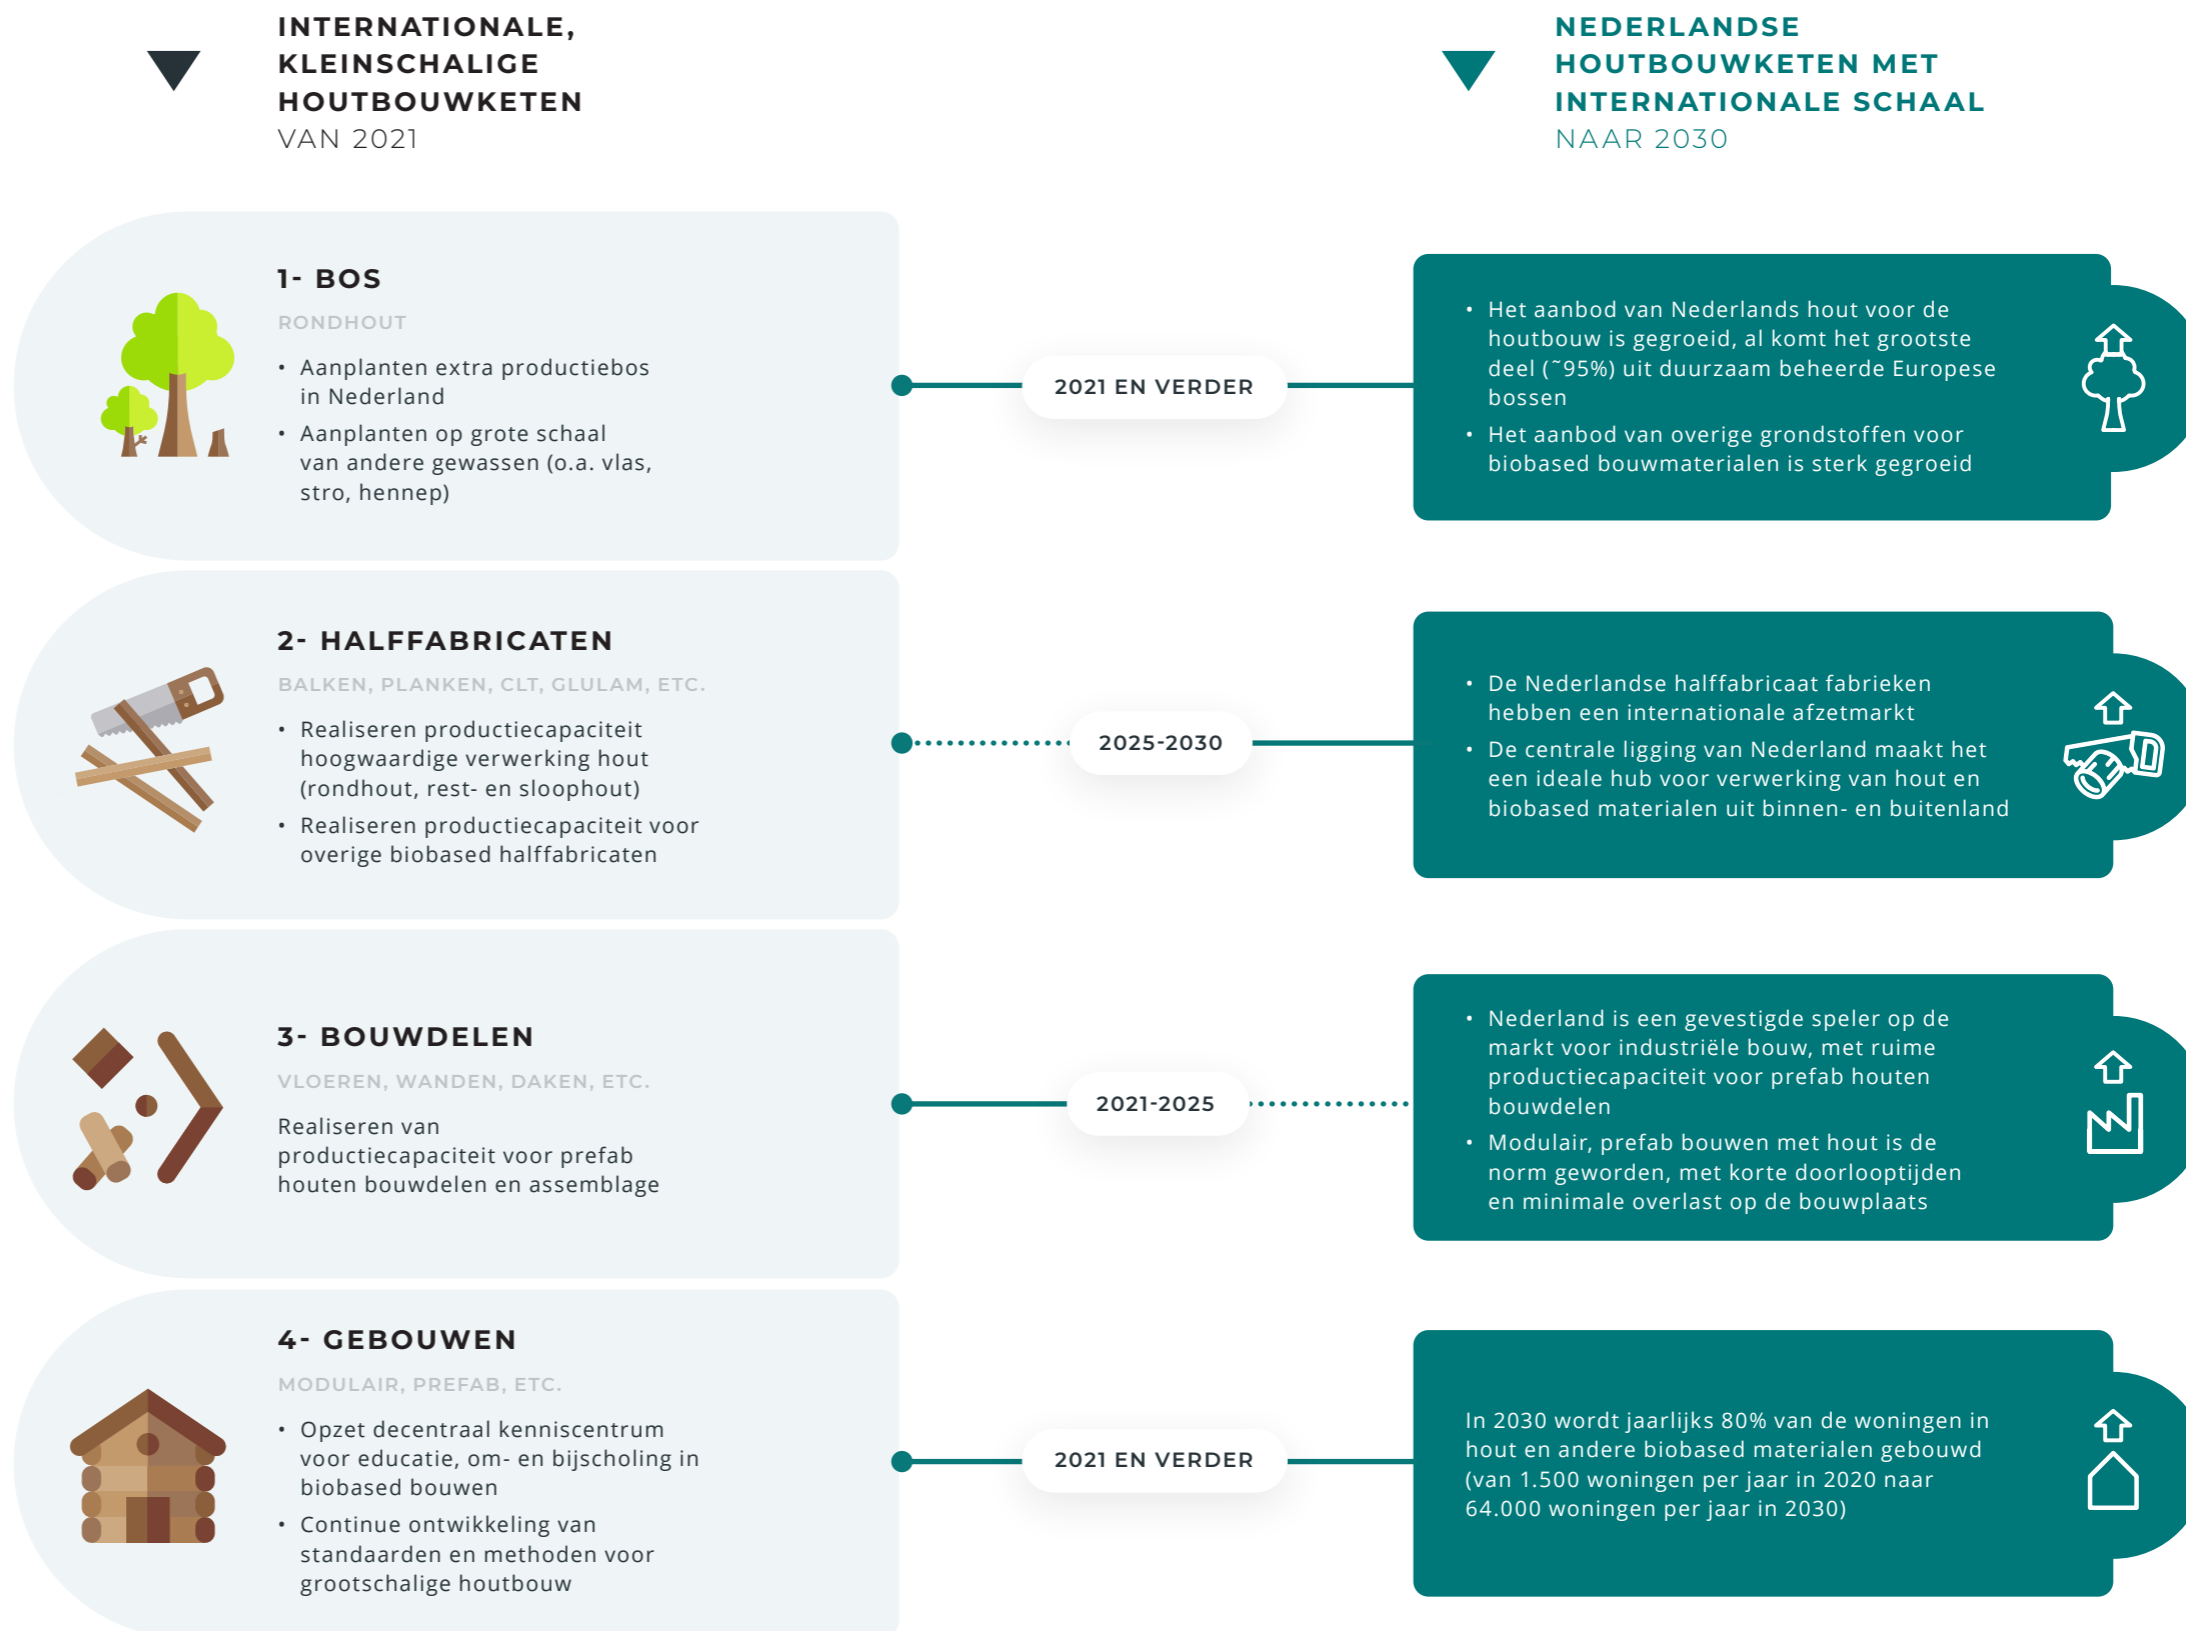 INTERNATIONALE,
KLEINSCHALIGE
HOUTBOUWKETEN
VAN 2021
NEDERLANDSE
HOUTBOUWKETEN MET
INTERNATIONALE SCHAAL
NAAR 2030
1- BOS
RONDHOUT
• Aanplanten extra productiebos
in Nederland
• Aanplanten op grote schaal
van andere gewassen (o.a. vlas,
stro, hennep)
2021 EN VERDER
• Het aanbod van Nederlands hout voor de
houtbouw is gegroeid, al komt het grootste
deel (˜95%) uit duurzaam beheerde Europese
bossen
• Het aanbod van overige grondstoffen voor
biobased bouwmaterialen is sterk gegroeid
2- HALFFABRICATEN
BALKEN, PLANKEN, CLT, GLULAM, ETC.
• Realiseren productiecapaciteit
hoogwaardige verwerking hout
(rondhout, rest- en sloophout)
• Realiseren productiecapaciteit voor
overige biobased halffabricaten
2025-2030
• De Nederlandse halffabricaat fabrieken
hebben een internationale afzetmarkt
• De centrale ligging van Nederland maakt het
een ideale hub voor verwerking van hout en
biobased materialen uit binnen- en buitenland
3- BOUWDELEN
VLOEREN, WANDEN, DAKEN, ETC.
Realiseren van
productiecapaciteit voor prefab
houten bouwdelen en assemblage
2021-2025
• Nederland is een gevestigde speler op de
markt voor industriële bouw, met ruime
productiecapaciteit voor prefab houten
bouwdelen
• Modulair, prefab bouwen met hout is de
norm geworden, met korte doorlooptijden
en minimale overlast op de bouwplaats
4- GEBOUWEN
MODULAIR, PREFAB, ETC.
• Opzet decentraal kenniscentrum
voor educatie, om- en bijscholing in
biobased bouwen
• Continue ontwikkeling van
standaarden en methoden voor
grootschalige houtbouw
2021 EN VERDER
In 2030 wordt jaarlijks 80% van de woningen in
hout en andere biobased materialen gebouwd
(van 1.500 woningen per jaar in 2020 naar
64.000 woningen per jaar in 2030)